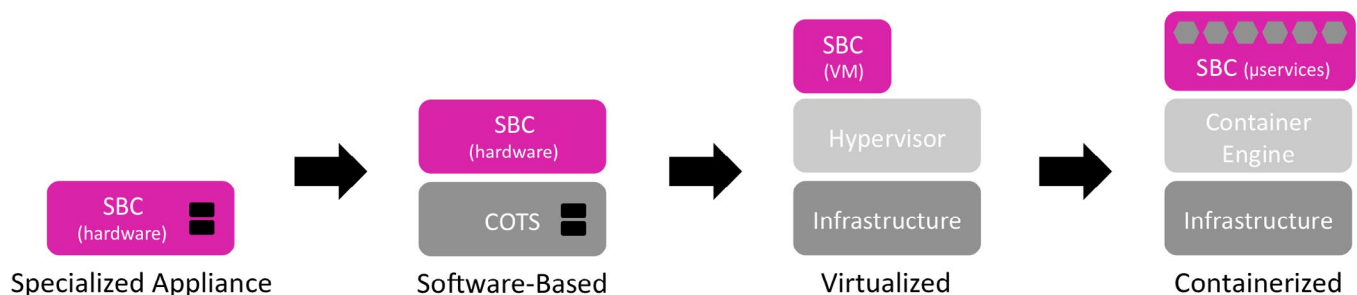 SBC
(hardware)
Specialized Appliance
SBC
(hardware)
COTS
Software-Based
SBC
(VM)
Hypervisor
Infrastructure
Virtualized
SBC (µservices)
Container
Engine
Infrastructure
Containerized